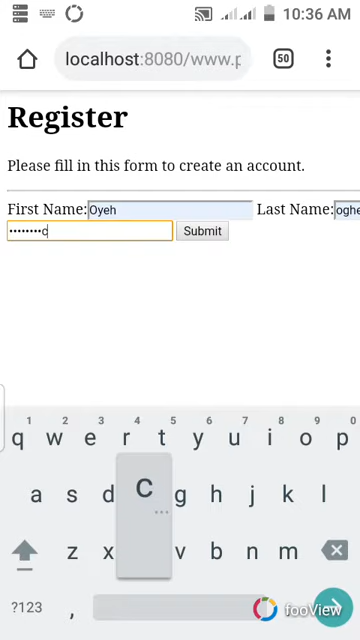 10:36 AM
localhost:8080/www.p
50
Register
Please fill in this form to create an account.
First Name:Oyeh Last Name:oghe
••••••••c Submit
1 2 3 4 5 6 7 8 9 0
q w e r t y u i o p
a s d C g h j k l
...
z x v b n m
?123 , fooView